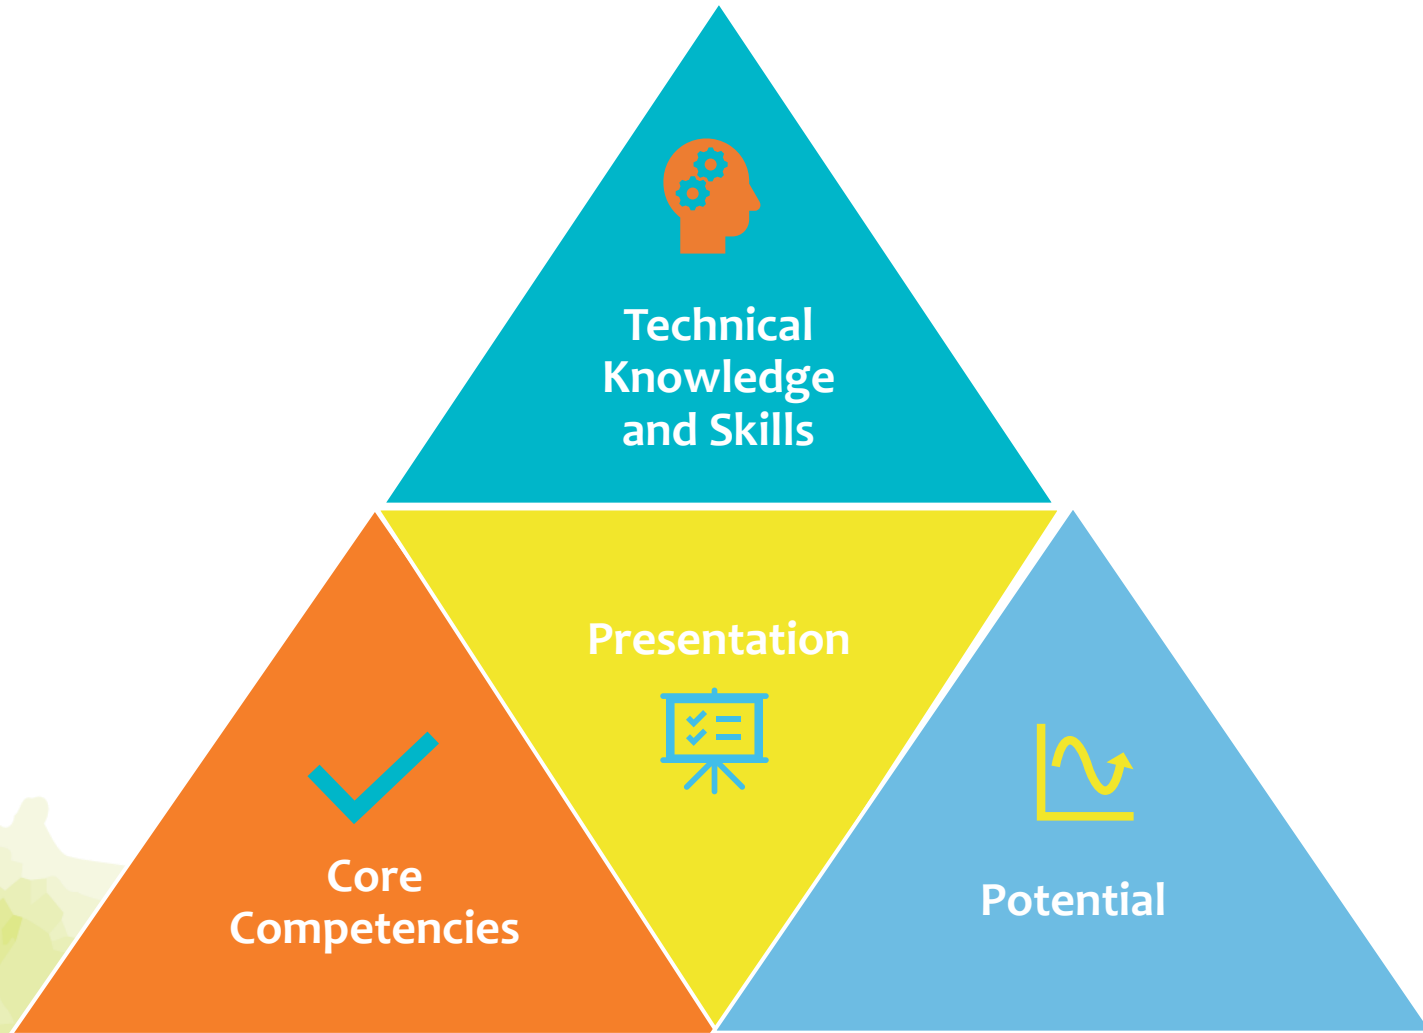 Technical
Knowledge
and Skills
Presentation
Core
Competencies
Potential